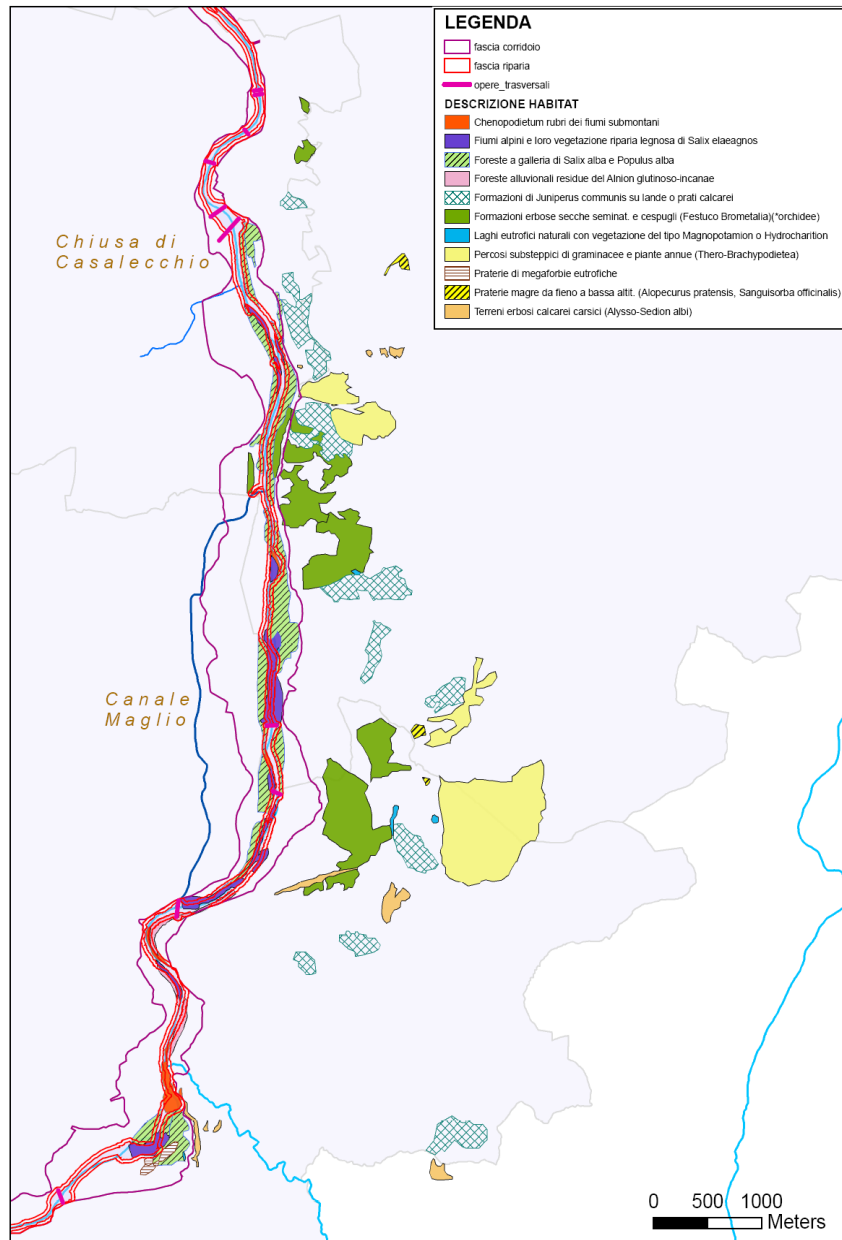 LEGENDA
fascia corridoio
fascia riparia
opere_trasversali
DESCRIZIONE HABITAT
Chenopodietum rubri dei fiumi submontani
Fiumi alpini e loro vegetazione riparia legnosa di Salix elaeagnos
Foreste a galleria di Salix alba e Populus alba
Foreste alluvionali residue del Alnion glutinoso-incanae
Formazioni di Juniperus communis su lande o prati calcarei
Formazioni erbose secche seminat. e cespugli (Festuco Brometalia)(*orchidee)
Laghi eutrofici naturali con vegetazione del tipo Magnopotamion o Hydrocharition
Percosi substeppici di graminacee e piante annue (Thero-Brachypodietea)
Praterie di megaforbie eutrofiche
Praterie magre da fieno a bassa altit. (Alopecurus pratensis, Sanguisorba officinalis)
Terreni erbosi calcarei carsici (Alysso-Sedion albi)
Chiusa di
Casalecchio
Canale
Maglio
0 500 1000
Meters